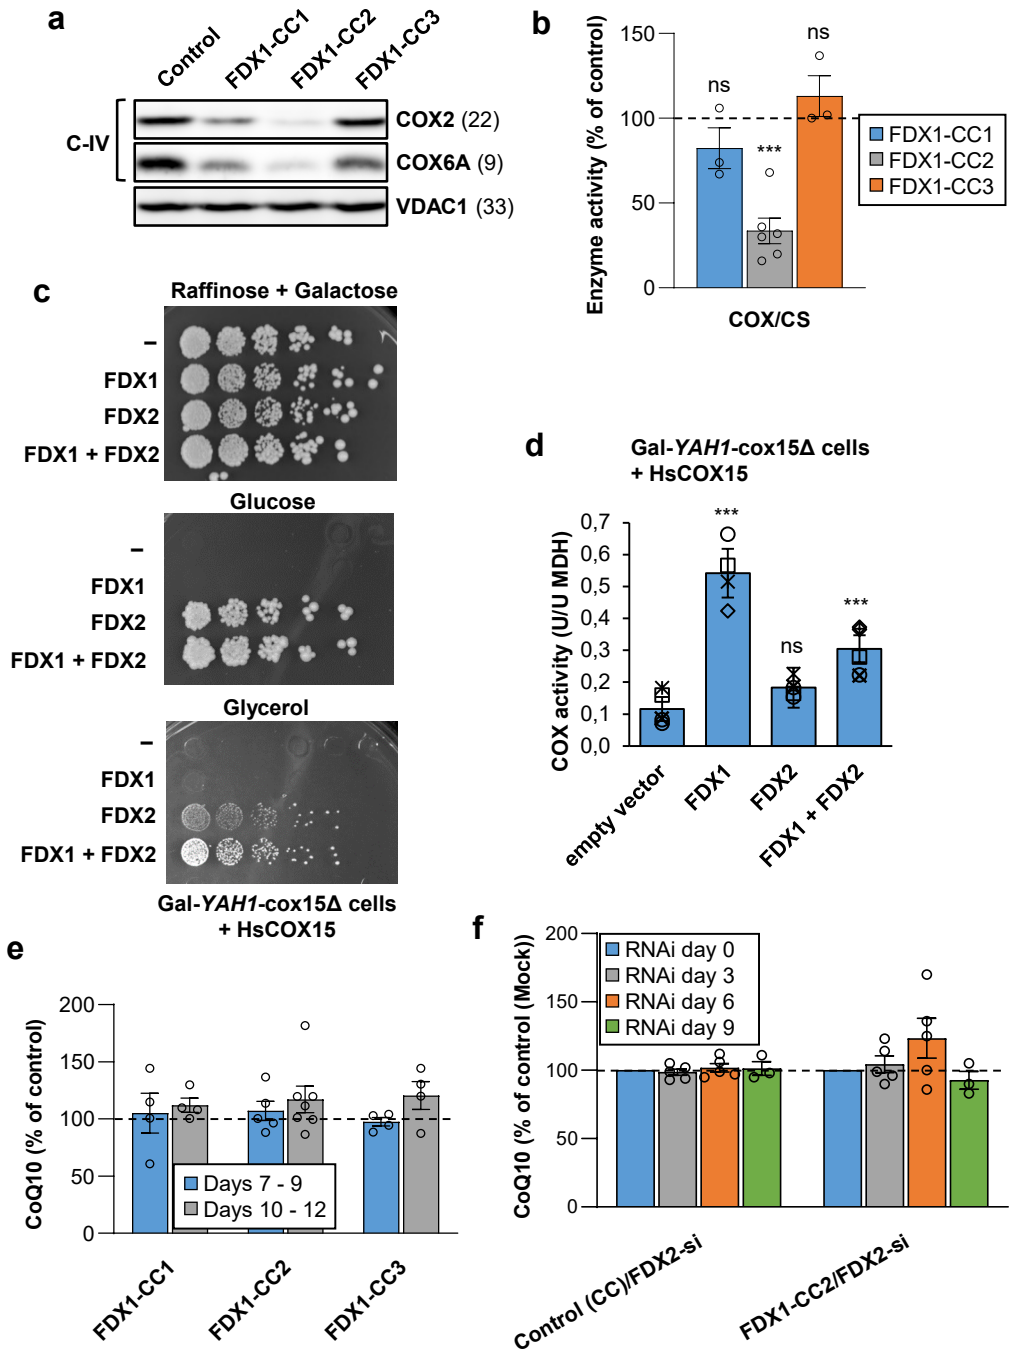 a
Control
FDX1-CC1
FDX1-CC2
FDX1-CC3
C-IV
COX2 (22)
COX6A (9)
VDAC1 (33)
b
Enzyme activity (% of control)
150
100
50
0
ns
***
ns
COX/CS
FDX1-CC1
FDX1-CC2
FDX1-CC3
c
Raffinose + Galactose
–
FDX1
FDX2
FDX1 + FDX2
Glucose
–
FDX1
FDX2
FDX1 + FDX2
Glycerol
–
FDX1
FDX2
FDX1 + FDX2
Gal-YAH1-cox15Δ cells
+ HsCOX15
d
Gal-YAH1-cox15Δ cells
+ HsCOX15
COX activity (U/U MDH)
0,7
0,6
0,5
0,4
0,3
0,2
0,1
0,0
***
ns
***
empty vector
FDX1
FDX2
FDX1 + FDX2
e
CoQ10 (% of control)
200
150
100
50
0
Days 7 - 9
Days 10 - 12
FDX1-CC1
FDX1-CC2
FDX1-CC3
f
CoQ10 (% of control (Mock))
200
150
100
50
0
RNAi day 0
RNAi day 3
RNAi day 6
RNAi day 9
Control (CC)/FDX2-si
FDX1-CC2/FDX2-si